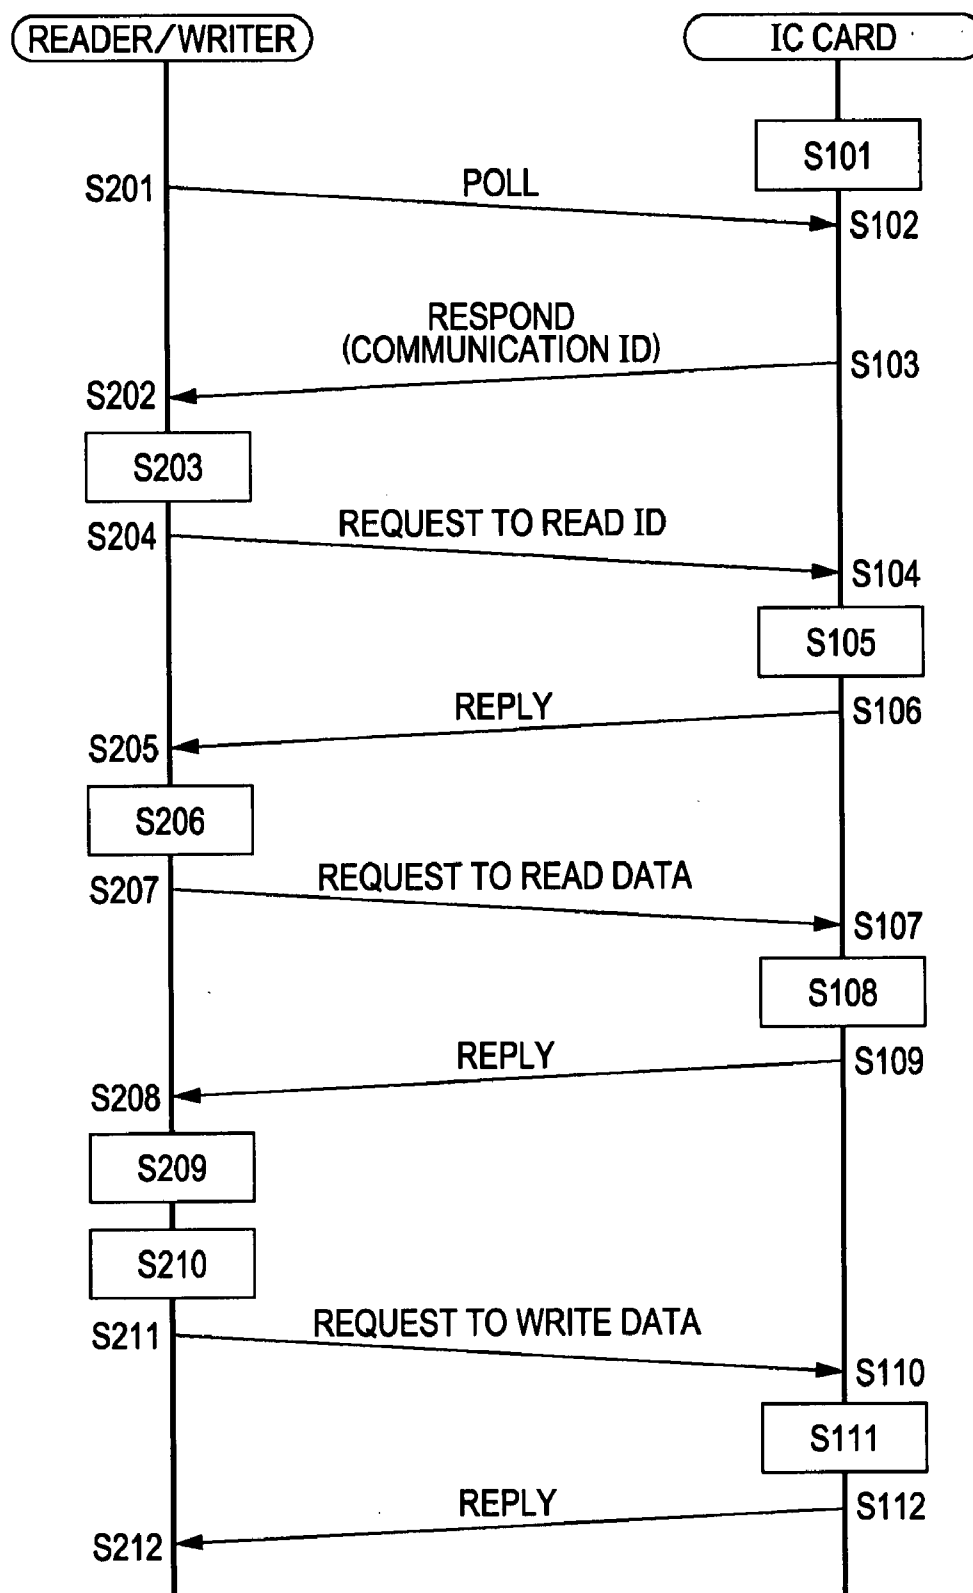 READER/WRITER
IC CARD
S101
S201
POLL
S102
RESPOND
(COMMUNICATION ID)
S103
S202
S203
S204
REQUEST TO READ ID
S104
S105
REPLY
S106
S205
S206
S207
REQUEST TO READ DATA
S107
S108
REPLY
S109
S208
S209
S210
S211
REQUEST TO WRITE DATA
S110
S111
REPLY
S112
S212